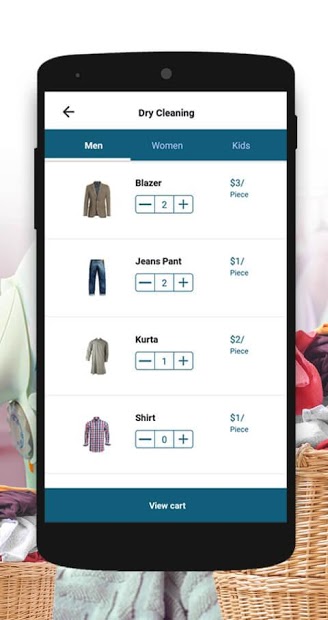 Dry Cleaning
Men Women Kids
Blazer
$3/
Piece
2
Jeans Pant
$1/
Piece
2
Kurta
$2/
Piece
1
Shirt
$1/
Piece
0
View cart